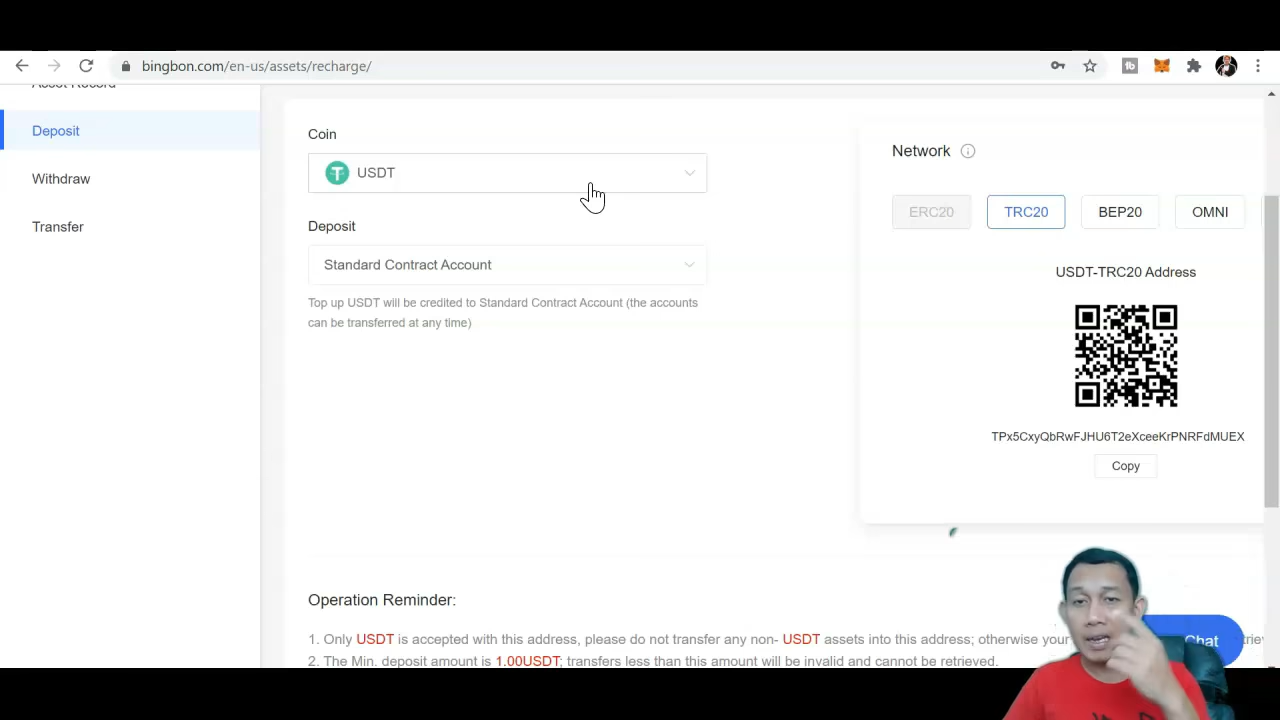 bingbon.com/en-us/assets/recharge/
Asset Record
Deposit
Withdraw
Transfer
Coin
USDT
Deposit
Standard Contract Account
Top up USDT will be credited to Standard Contract Account (the accounts
can be transferred at any time)
Network
ERC20 TRC20 BEP20 OMNI
USDT-TRC20 Address
TPx5CxyQbRwFJHU6T2eXceeKrPNRFdMUEX
Copy
Operation Reminder:
1. Only USDT is accepted with this address, please do not transfer any non- USDT assets into this address; otherwise your
2. The Min. deposit amount is 1.00USDT; transfers less than this amount will be invalid and cannot be retrieved.
Chat